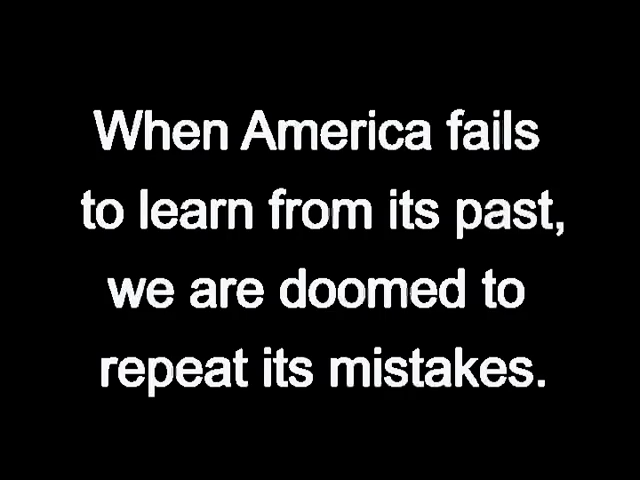 When America fails
to learn from its past,
we are doomed to
repeat its mistakes.